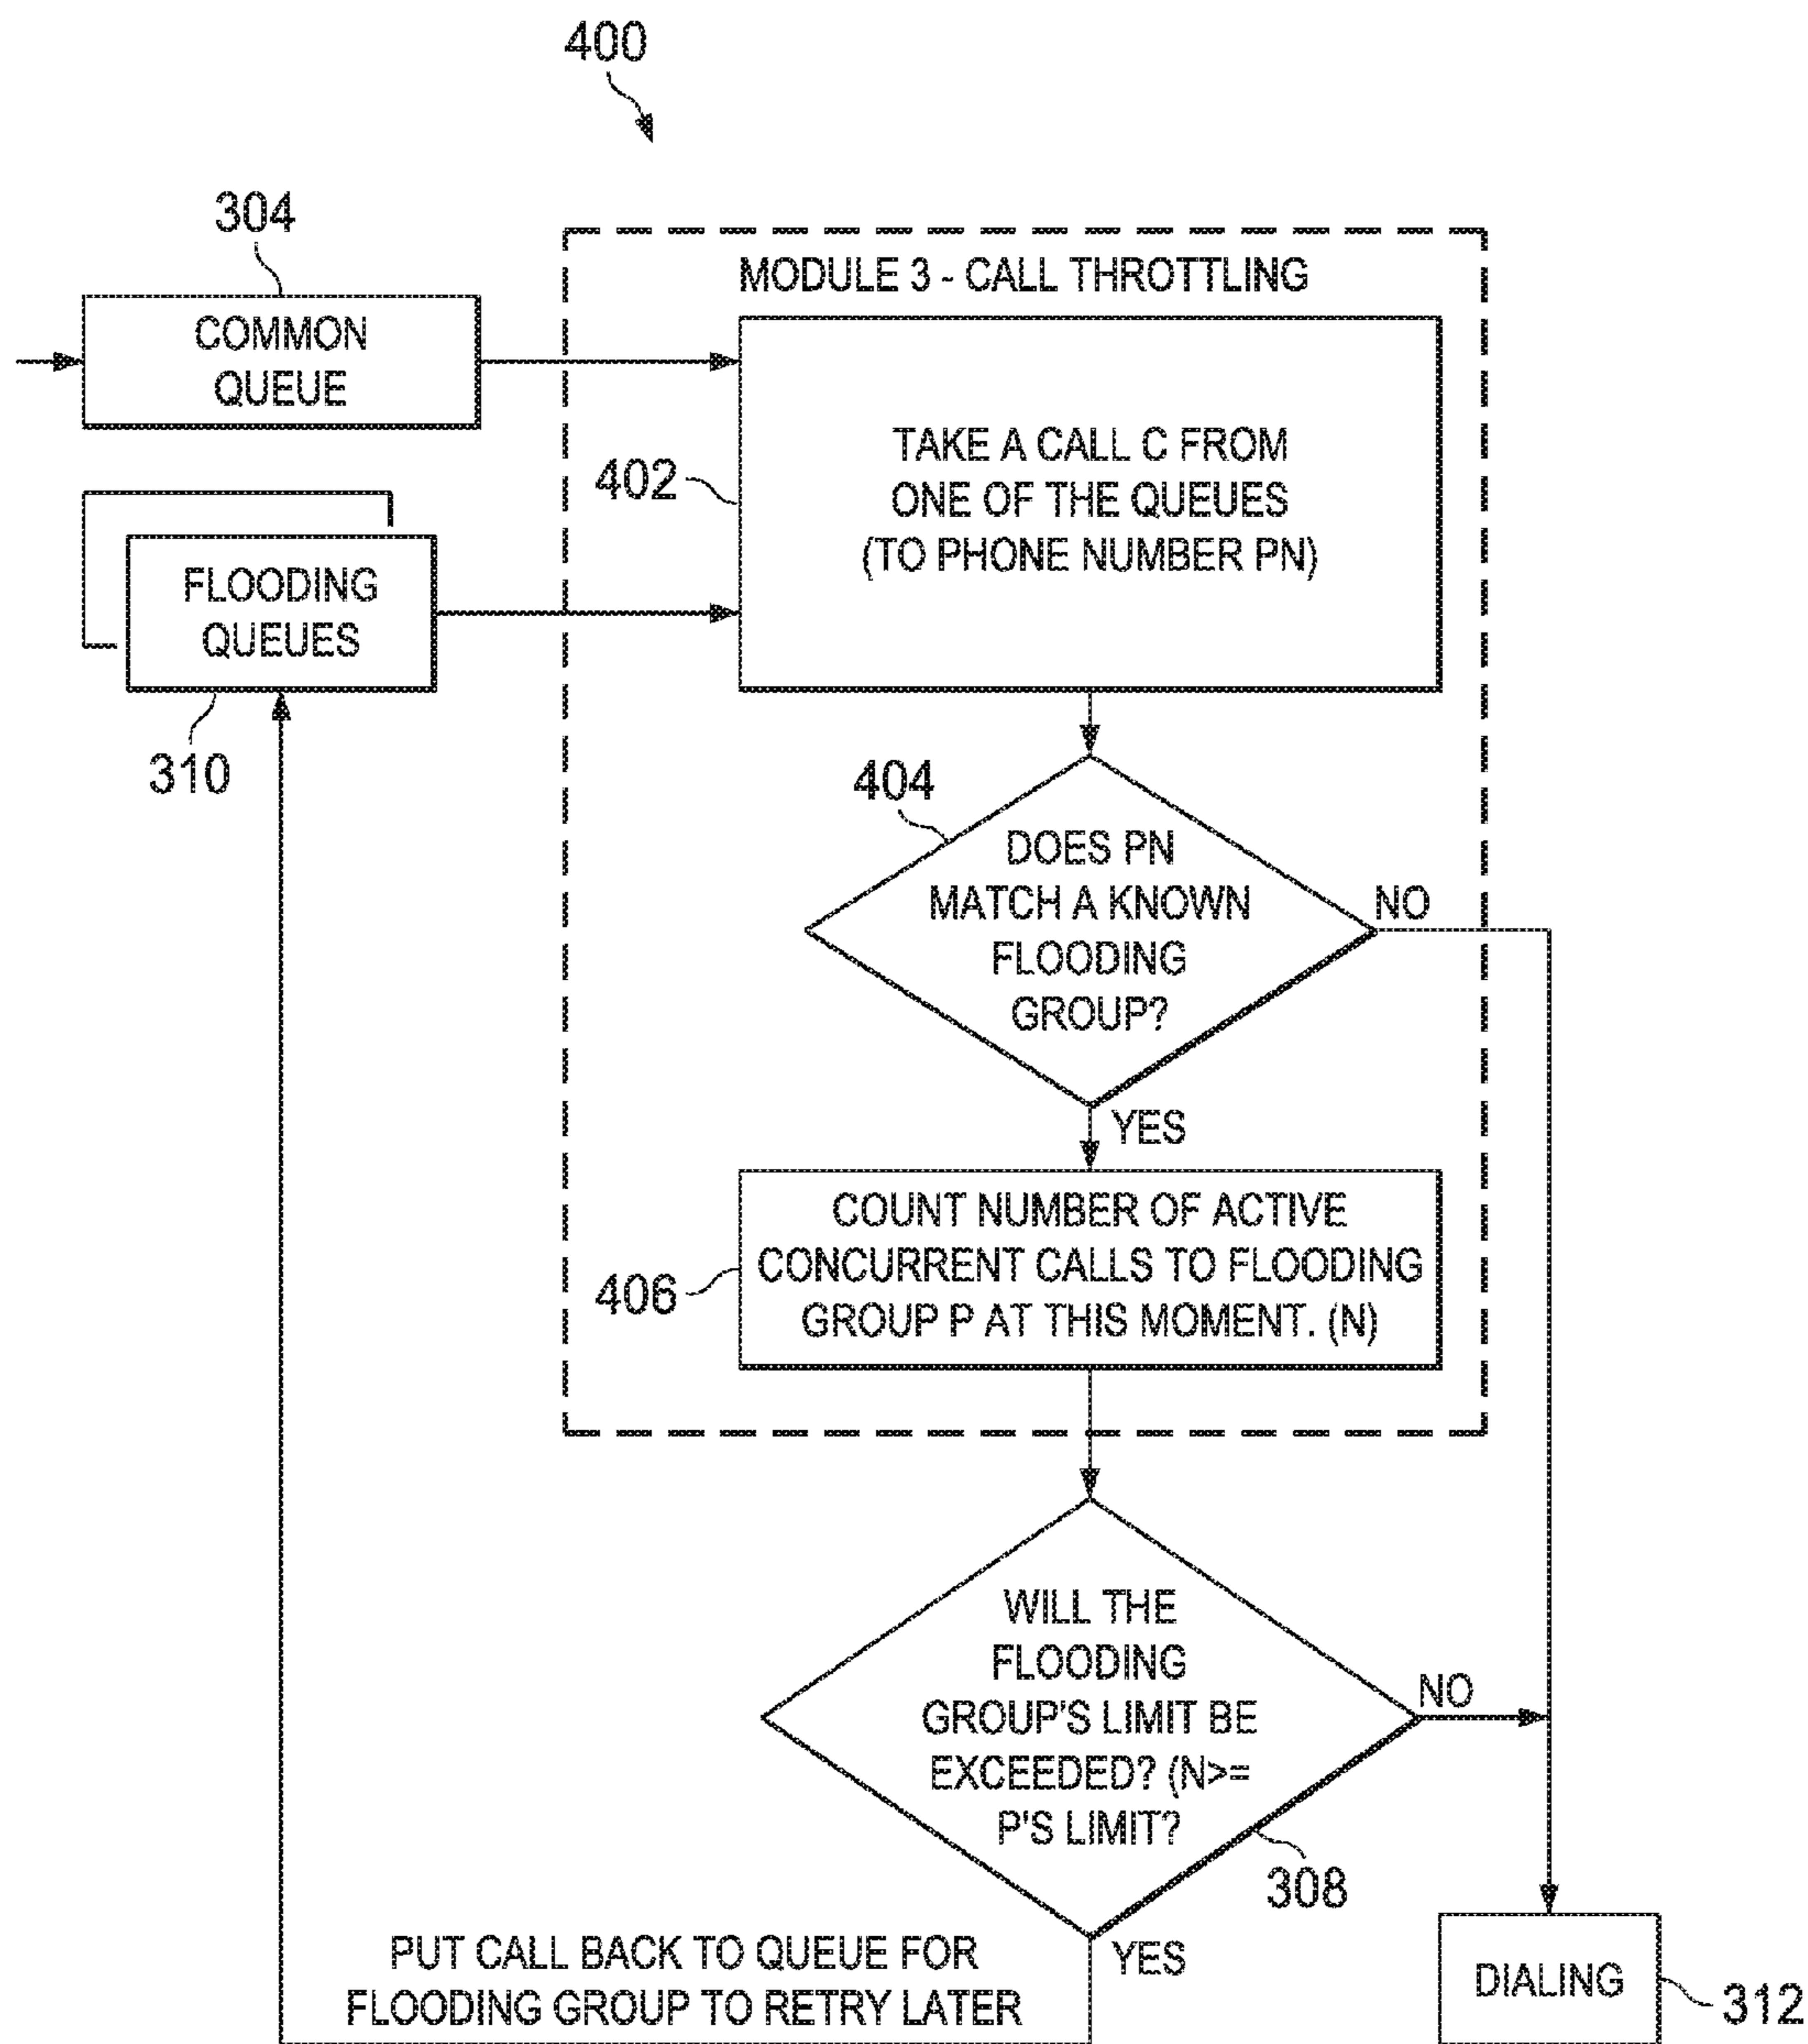 400
304
MODULE 3 - CALL THROTTLING
COMMON
QUEUE
402
TAKE A CALL C FROM
ONE OF THE QUEUES
(TO PHONE NUMBER PN)
FLOODING
QUEUES
310
404
DOES PN
MATCH A KNOWN
FLOODING
GROUP?
NO
YES
406
COUNT NUMBER OF ACTIVE
CONCURRENT CALLS TO FLOODING
GROUP P AT THIS MOMENT. (N)
WILL THE
FLOODING
GROUP'S LIMIT BE
EXCEEDED? (N>=
P'S LIMIT?
NO
308
YES
PUT CALL BACK TO QUEUE FOR
FLOODING GROUP TO RETRY LATER
DIALING
312